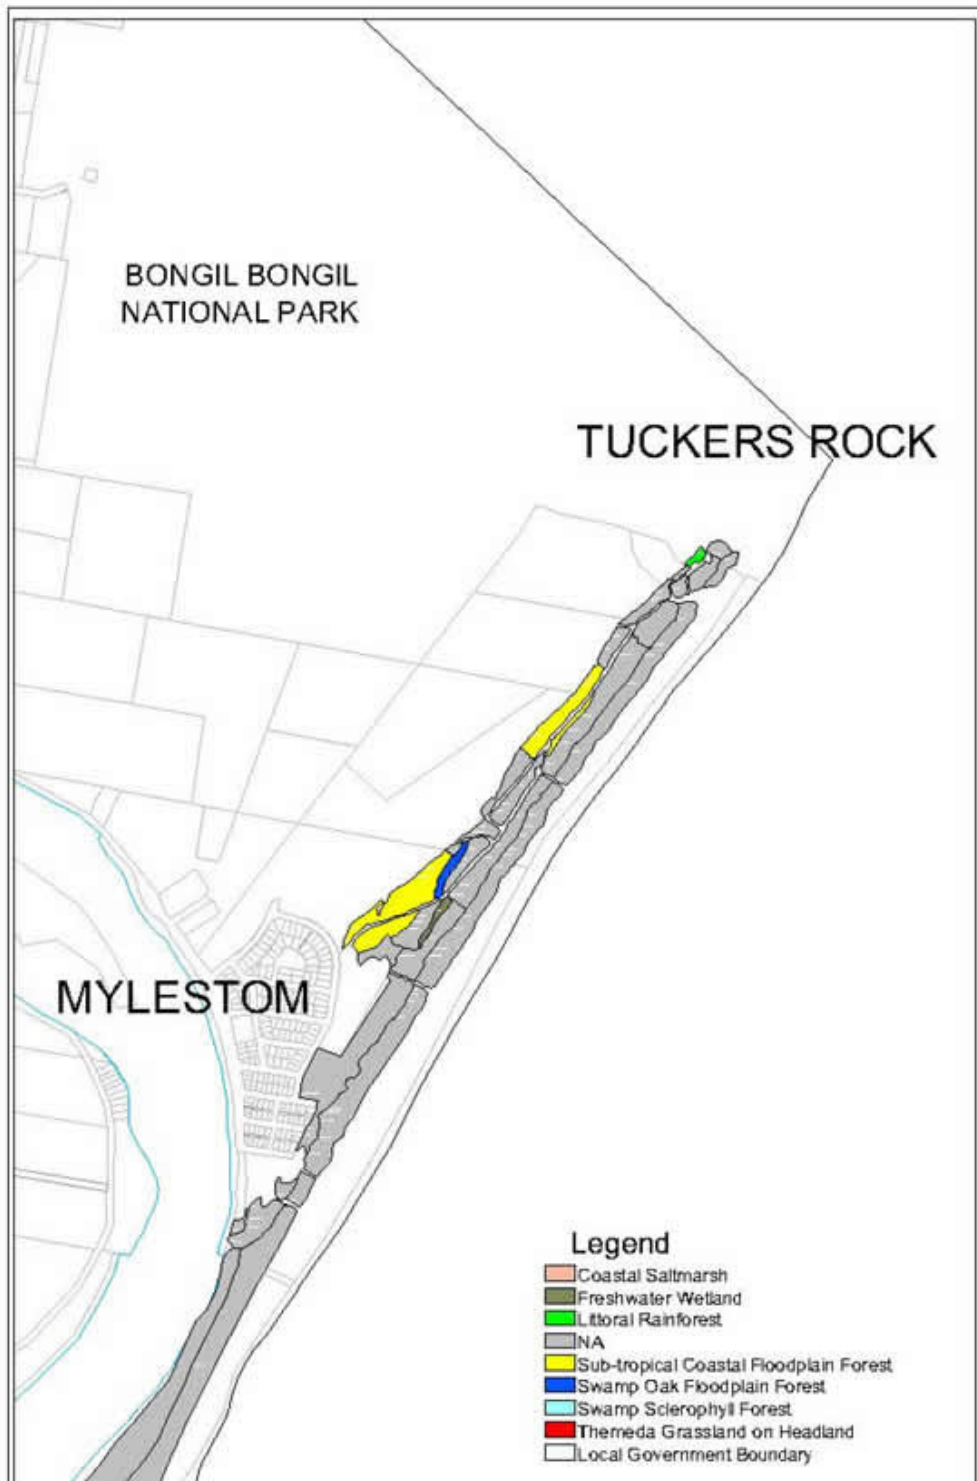 BONGIL BONGIL
NATIONAL PARK
TUCKERS ROCK
MYLESTOM
Legend
Coastal Saltmarsh
Freshwater Wetland
Littoral Rainforest
NA
Sub-tropical Coastal Floodplain Forest
Swamp Oak Floodplain Forest
Swamp Sclerophyll Forest
Themeda Grassland on Headland
Local Government Boundary